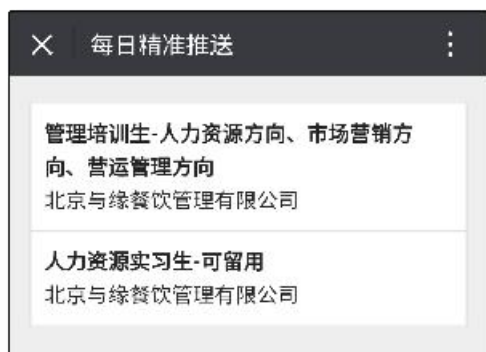 每日精准推送
管理培训生-人力资源方向、市场营销方
向、营运管理方向
北京与缘餐饮管理有限公司
人力资源实习生-可留用
北京与缘餐饮管理有限公司